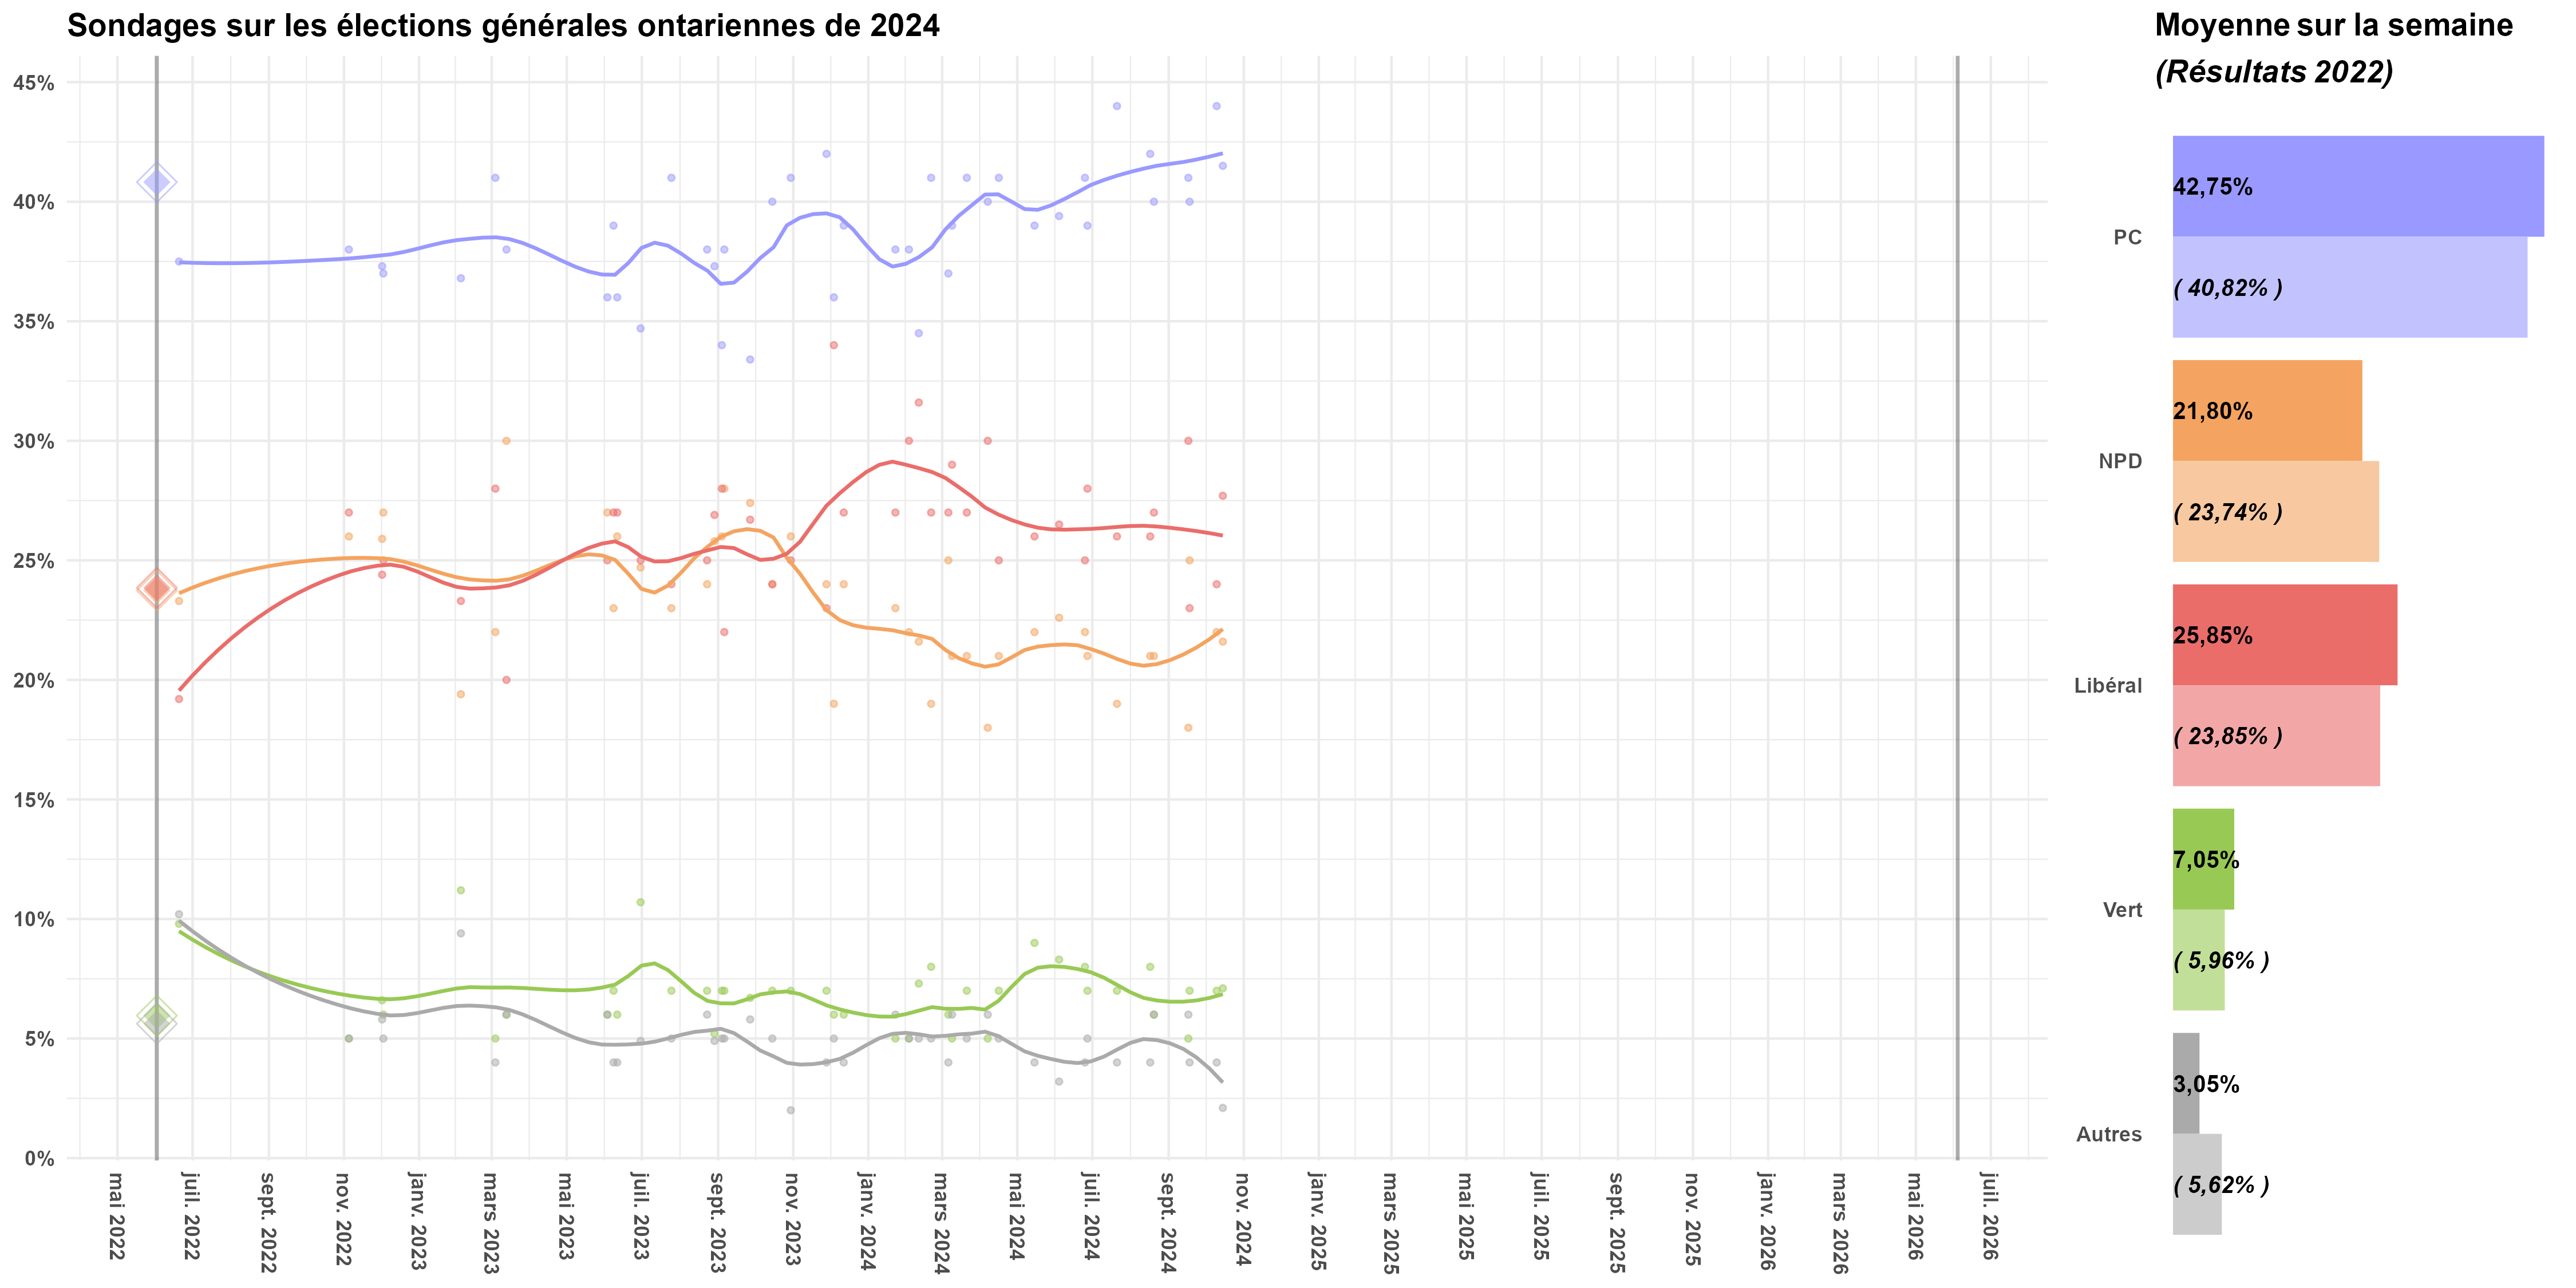 Sondages sur les élections générales ontariennes de 2024
45%
40%
35%
30%
25%
20%
15%
10%
5%
0%
mai 2022
juil. 2022
sept. 2022
nov. 2022
janv. 2023
mars 2023
mai 2023
juil. 2023
sept. 2023
nov. 2023
janv. 2024
mars 2024
mai 2024
juil. 2024
sept. 2024
nov. 2024
janv. 2025
mars 2025
mai 2025
juil. 2025
sept. 2025
nov. 2025
janv. 2026
mars 2026
mai 2026
juil. 2026
Moyenne sur la semaine
(Résultats 2022)
PC
42,75%
( 40,82% )
NPD
21,80%
( 23,74% )
Libéral
25,85%
( 23,85% )
Vert
7,05%
( 5,96% )
Autres
3,05%
( 5,62% )